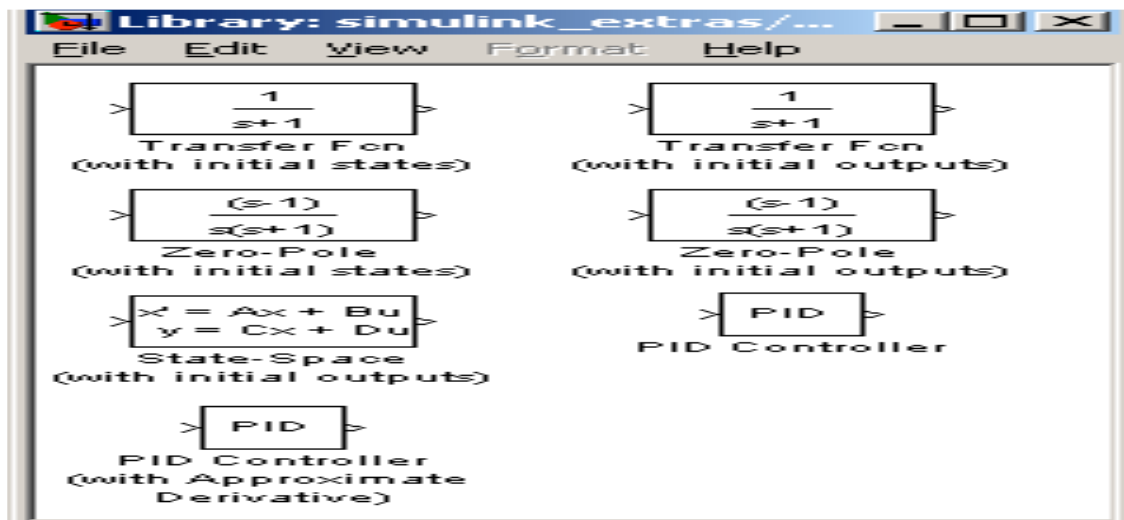 Library: simulink_extras/...
File Edit View Format Help
1
s+1
Transfer Fcn
(with initial states)
1
s+1
Transfer Fcn
(with initial outputs)
(s-1)
s(s+1)
Zero-Pole
(with initial states)
(s-1)
s(s+1)
Zero-Pole
(with initial outputs)
x' = Ax + Bu
y = Cx + Du
State-Space
(with initial outputs)
PID
PID Controller
PID
PID Controller
(with Approximate
Derivative)